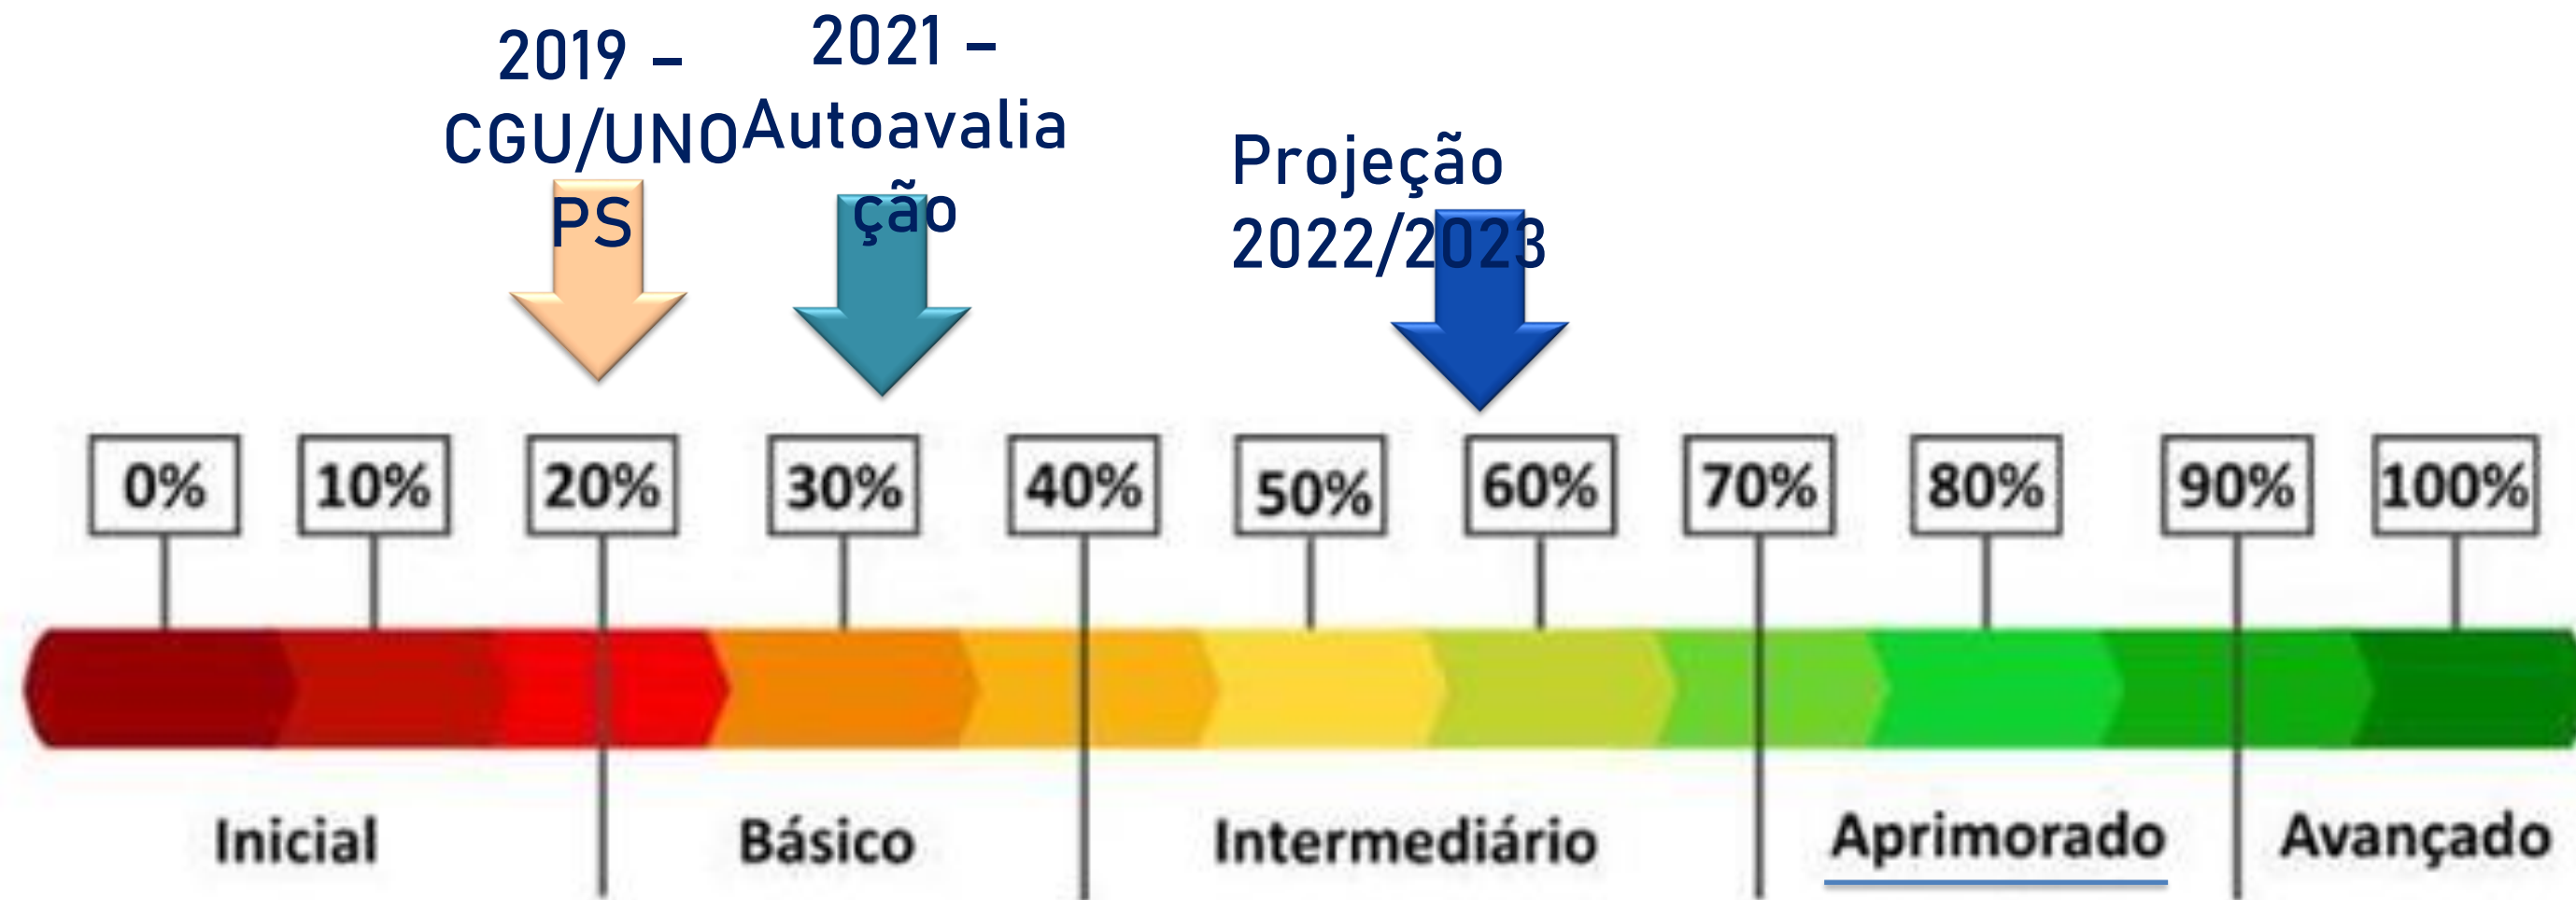 2019 –
CGU/UNO
PS
2021 –
Autoavalia
ção
Projeção
2022/2023
0% 10% 20% 30% 40% 50% 60% 70% 80% 90% 100%
Inicial Básico Intermediário Aprimorado Avançado